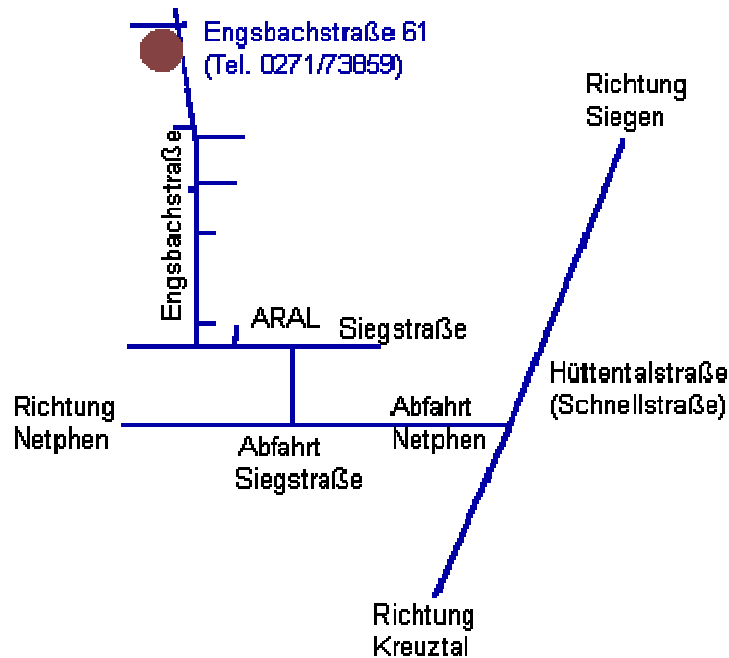 Engsbachstraße 61
(Tel. 0271/73859)
Richtung
Siegen
Engsbachstraße
ARAL
Siegstraße
Hüttentalstraße
(Schnellstraße)
Richtung
Netphen
Abfahrt
Netphen
Abfahrt
Siegstraße
Richtung
Kreuztal